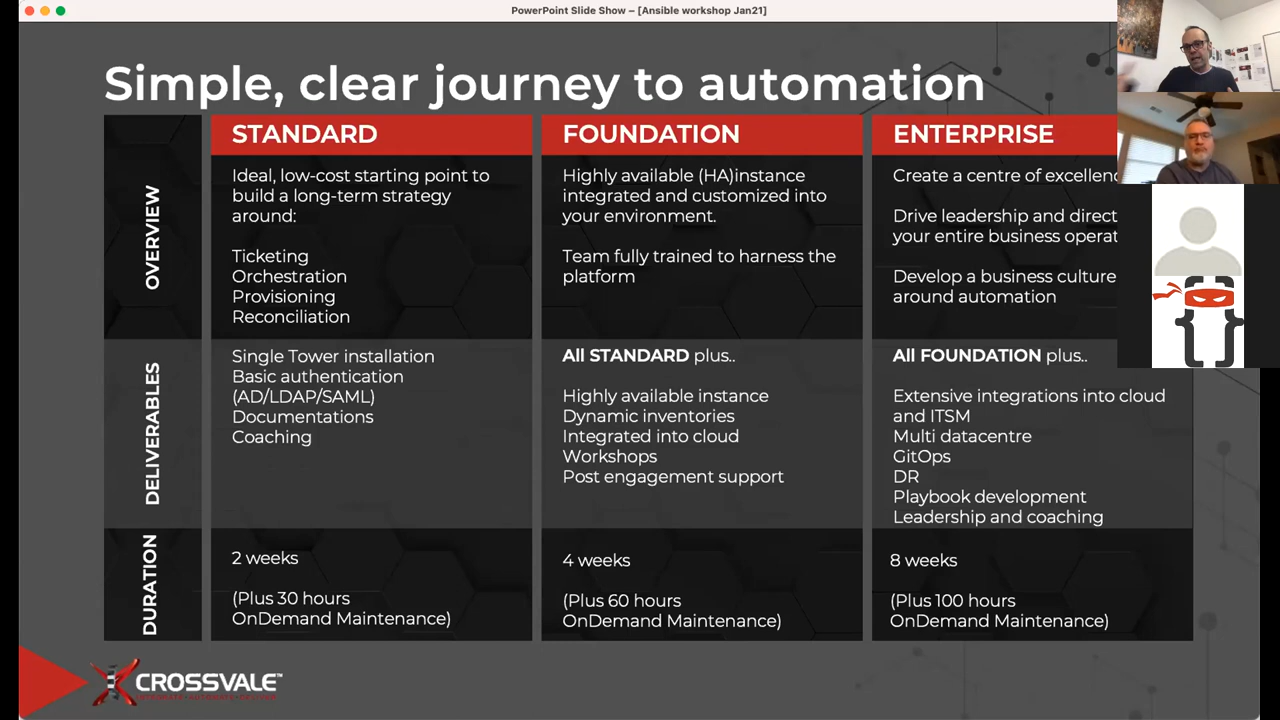 PowerPoint Slide Show – [Ansible workshop Jan21]
Simple, clear journey to automation
STANDARD
FOUNDATION
ENTERPRISE
OVERVIEW
Ideal, low-cost starting point to
build a long-term strategy
around:
Ticketing
Orchestration
Provisioning
Reconciliation
Highly available (HA)instance
integrated and customized into
your environment.
Team fully trained to harness the
platform
Create a centre of excellenc
Drive leadership and direct
your entire business operat
Develop a business culture
around automation
DELIVERABLES
Single Tower installation
Basic authentication
(AD/LDAP/SAML)
Documentations
Coaching
All STANDARD plus..
Highly available instance
Dynamic inventories
Integrated into cloud
Workshops
Post engagement support
All FOUNDATION plus..
Extensive integrations into cloud
and ITSM
Multi datacentre
GitOps
DR
Playbook development
Leadership and coaching
DURATION
2 weeks
(Plus 30 hours
OnDemand Maintenance)
4 weeks
(Plus 60 hours
OnDemand Maintenance)
8 weeks
(Plus 100 hours
OnDemand Maintenance)
CROSSVALE™